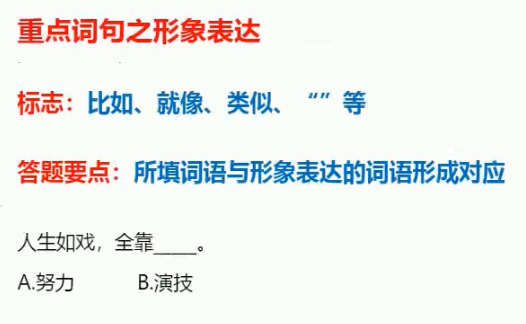 重点词句之形象表达
标志：比如、就像、类似、“”等
答题要点：所填词语与形象表达的词语形成对应
人生如戏，全靠_____。
A.努力 B.演技